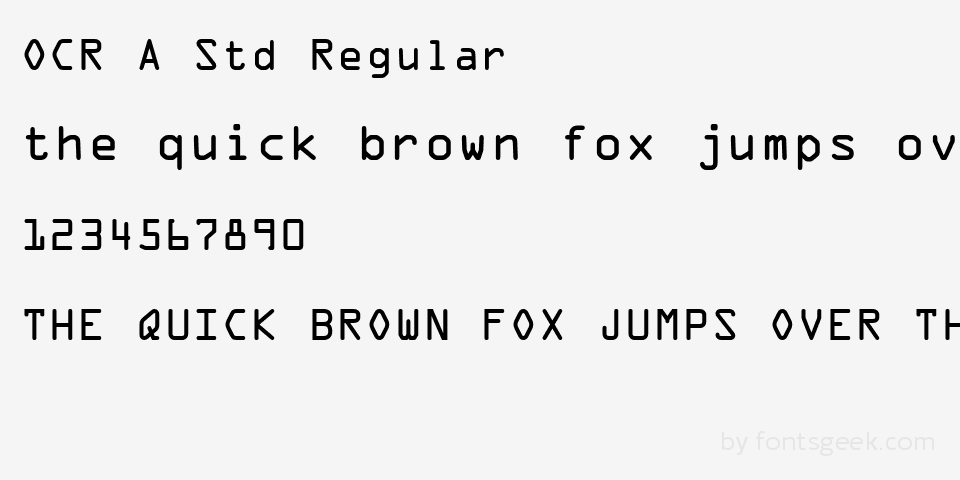 OCR A Std Regular
the quick brown fox jumps ov
1234567890
THE QUICK BROWN FOX JUMPS OVER TH
by fontsgeek.com